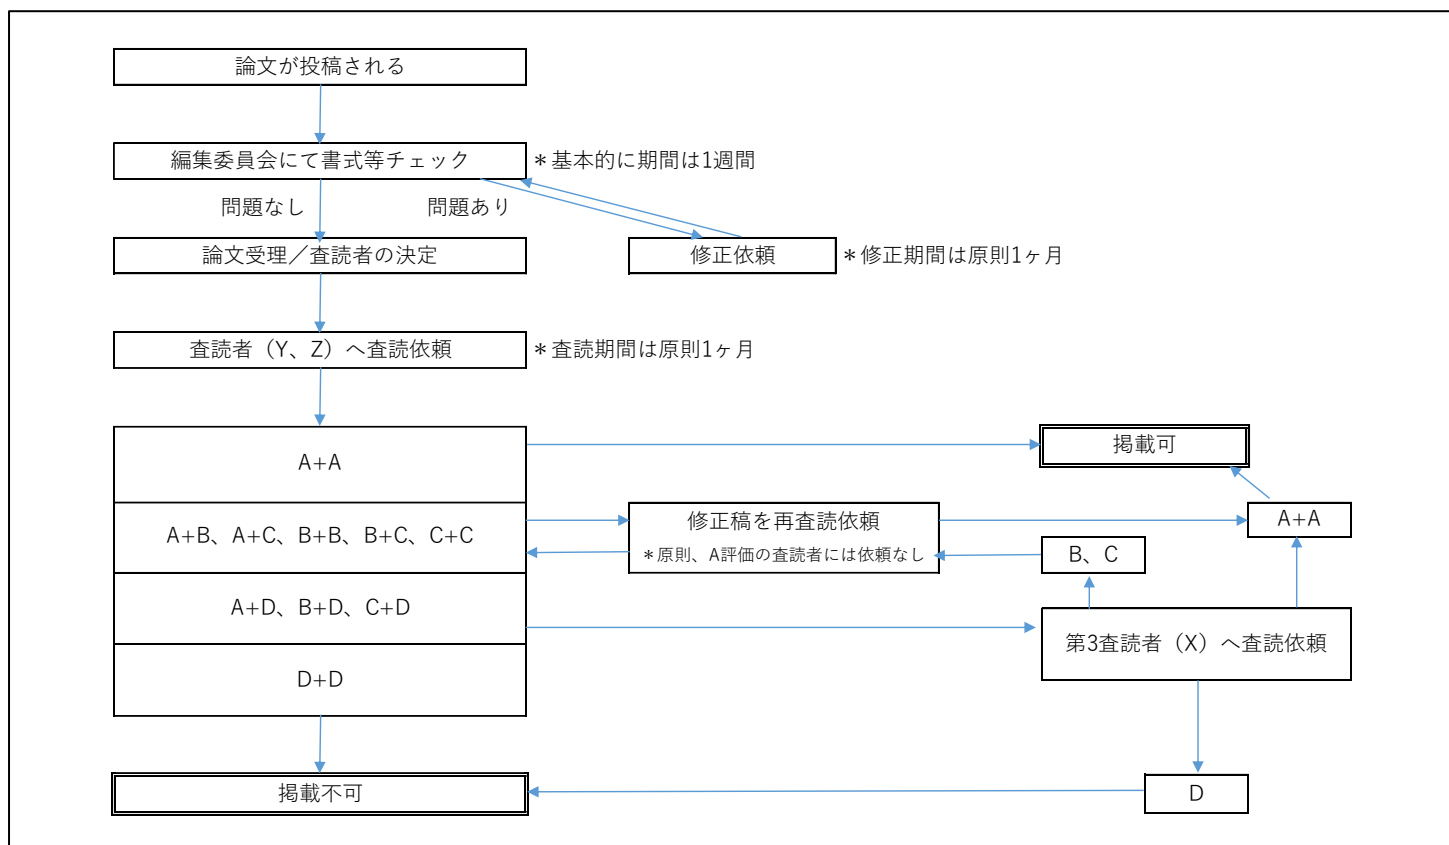 論文が投稿される
編集委員会にて書式等チェック
＊基本的に期間は1週間
問題なし
問題あり
論文受理／査読者の決定
修正依頼
＊修正期間は原則1ヶ月
査読者（Y、Z）へ査読依頼
＊査読期間は原則1ヶ月
A+A
掲載可
A+B、A+C、B+B、B+C、C+C
修正稿を再査読依頼
＊原則、A評価の査読者には依頼なし
A+A
B、C
A+D、B+D、C+D
第3査読者（X）へ査読依頼
D+D
掲載不可
D